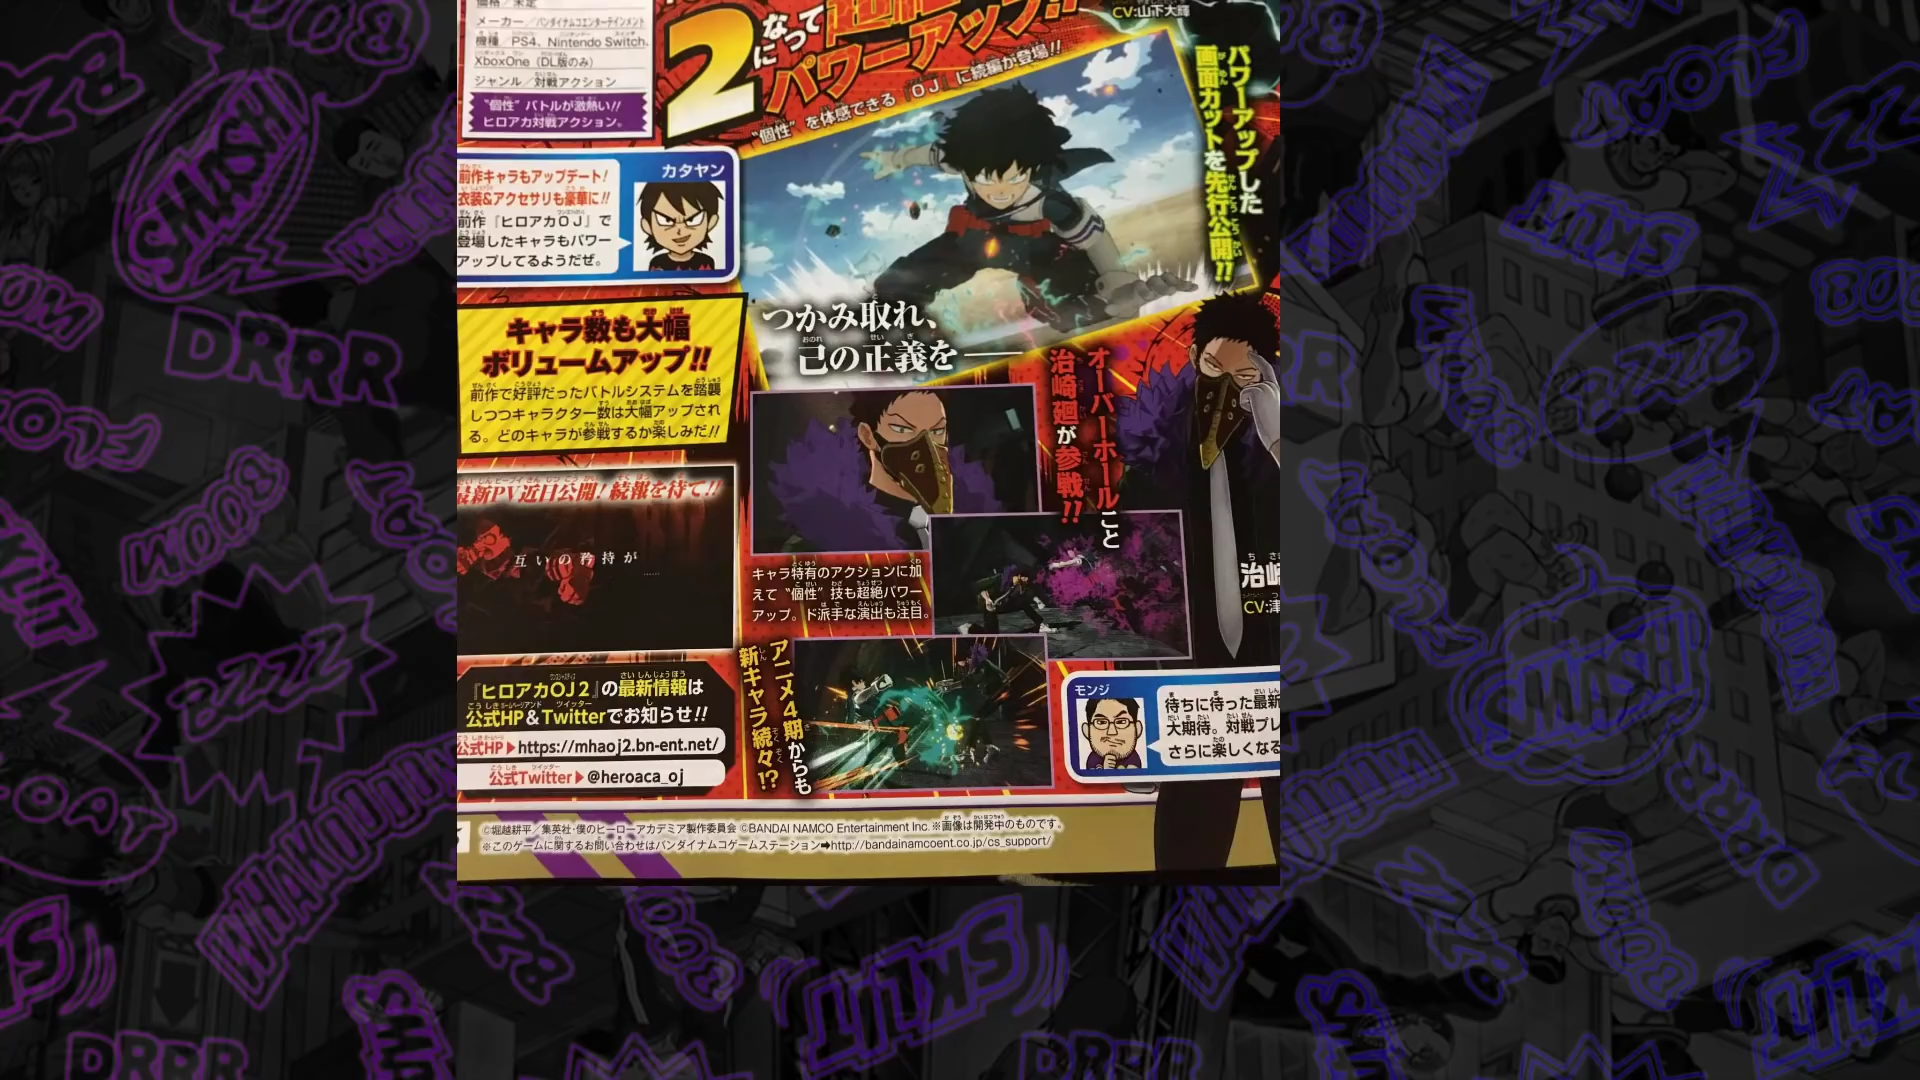 メーカー／バンダイナムコエンターテインメント
機種／PS4、Nintendo Switch、
XboxOne（DL版のみ）
ジャンル／対戦アクション
“個性”バトルが激熱い!!
ヒロアカ対戦アクション。
2になって
パワーアップ!!
“個性”を体感できる『OJ』に続編が登場!!
CV:山下大輝
パワーアップした
画面カットを先行公開!!
カタヤン
前作キャラもアップデート!
衣装&アクセサリも豪華に!!
前作『ヒロアカOJ』で
登場したキャラもパワー
アップしてるようだぜ。
キャラ数も大幅
ボリュームアップ!!
前作で好評だったバトルシステムを踏襲
しつつキャラクター数は大幅アップされ
る。どのキャラが参戦するか楽しみだ!!
つかみ取れ、
己の正義を──
オーバーホールこと
治崎廻が参戦!!
最新PV近日公開!続報を待て!!
互いの矜持が
……
キャラ特有のアクションに加
えて“個性”技も超絶パワー
アップ。ド派手な演出も注目。
治崎
CV:津
アニメ4期からも
新キャラ続々!?
『ヒロアカOJ2』の最新情報は
公式HP&Twitterでお知らせ!!
公式HP▶https://mhaoj2.bn-ent.net/
公式Twitter▶@heroaca_oj
モンジ
待ちに待った最新
大期待。対戦プレ
さらに楽しくなる
©堀越耕平／集英社・僕のヒーローアカデミア製作委員会 ©BANDAI NAMCO Entertainment Inc. ※画像は開発中のものです。
※このゲームに関するお問い合わせはバンダイナムコゲームステーション➡http://bandainamcoent.co.jp/cs_support/
SMASH
DRRR
BOOM
BZZZ
SKIT
SMASH
DRRR
BOOM